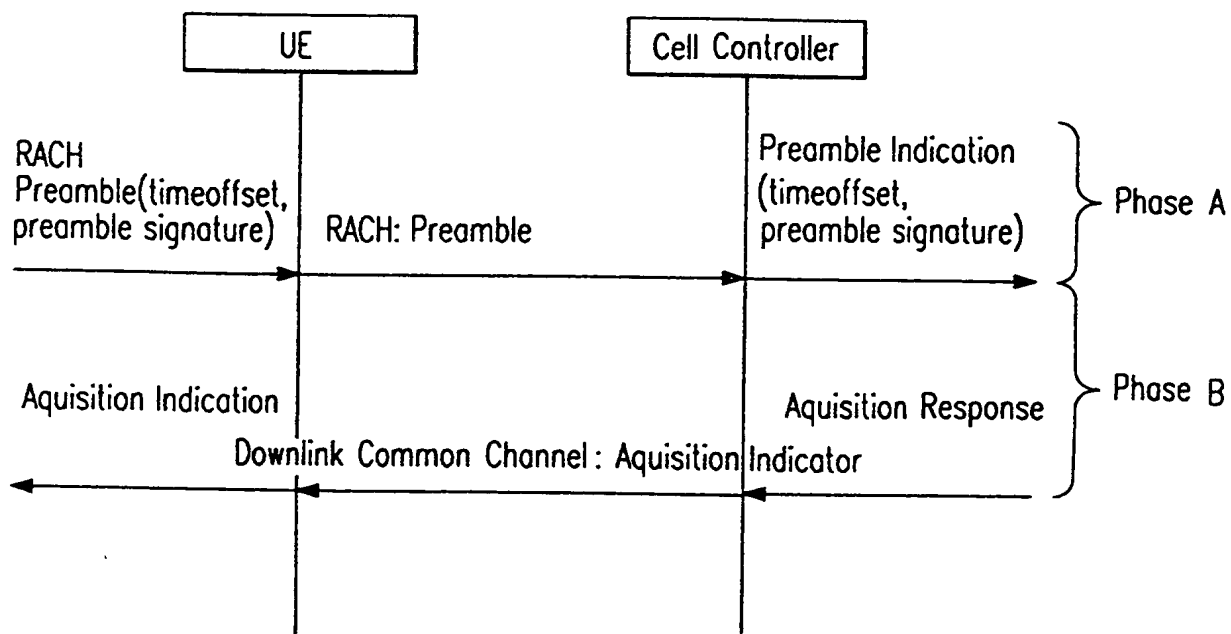 UE
Cell Controller
RACH
Preamble(timeoffset,
preamble signature)
RACH: Preamble
Preamble Indication
(timeoffset,
preamble signature)
Phase A
Aquisition Indication
Aquisition Response
Phase B
Downlink Common Channel: Aquisition Indicator